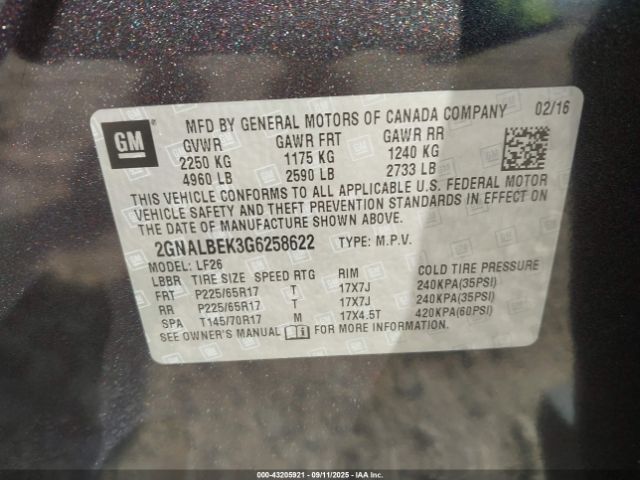 GM
MFD BY GENERAL MOTORS OF CANADA COMPANY 02/16
GVWR GAWR FRT GAWR RR
2250 KG 1175 KG 1240 KG
4960 LB 2590 LB 2733 LB
THIS VEHICLE CONFORMS TO ALL APPLICABLE U.S. FEDERAL MOTOR
VEHICLE SAFETY AND THEFT PREVENTION STANDARDS IN EFFECT ON
THE DATE OF MANUFACTURE SHOWN ABOVE.
2GNALBEK3G6258622 TYPE: M.P.V.
MODEL: LF26
LBBR TIRE SIZE SPEED RTG RIM COLD TIRE PRESSURE
FRT P225/65R17 T 17X7J 240KPA(35PSI)
RR P225/65R17 T 17X7J 240KPA(35PSI)
SPA T145/70R17 M 17X4.5T 420KPA(60PSI)
SEE OWNER'S MANUAL FOR MORE INFORMATION.
000-43205921 - 09/11/2025 - IAAI.com